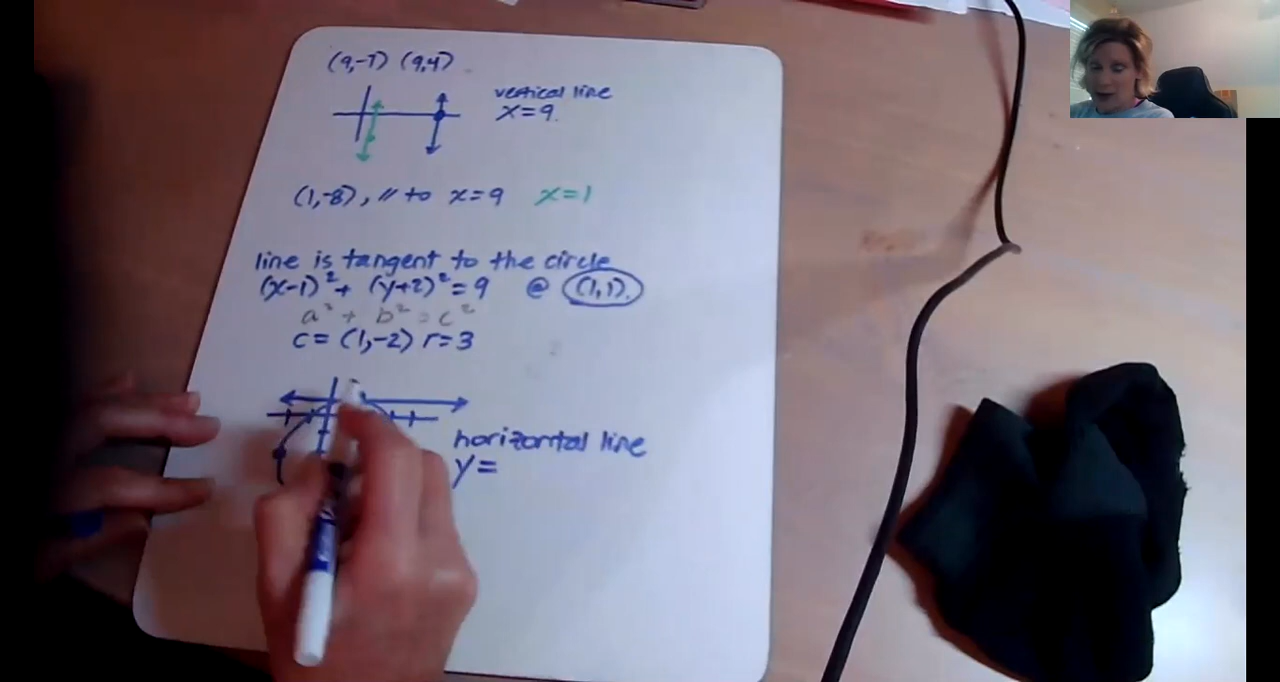 (9,-7) (9,4)
vertical line
x=9.
(1,-8), // to x=9 x=1
line is tangent to the circle
(x-1)² + (y+2)² = 9 @ (1,1).
a² + b² = c²
c = (1,-2) r=3
horizontal line
y=